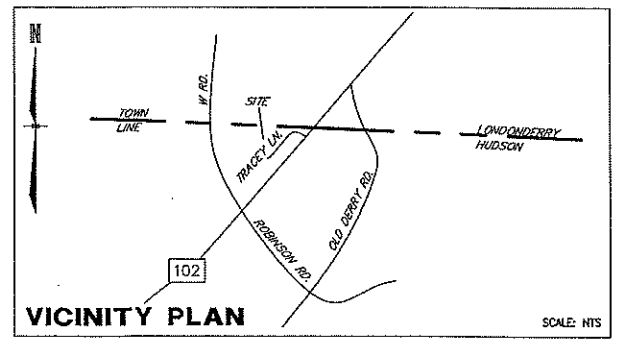 N
W RD.
SITE
TOWN
LINE
LONDONDERRY
HUDSON
TRACEY LN.
OLD DERRY RD.
ROBINSON RD.
102
VICINITY PLAN
SCALE: NTS